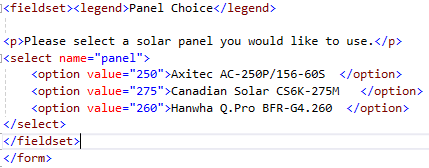 <fieldset><legend>Panel Choice</legend>
<p>Please select a solar panel you would like to use.</p>
<select name="panel">
<option value="250">Axitec AC-250P/156-60S  </option>
<option value="275">Canadian Solar CS6K-275M   </option>
<option value="260">Hanwha Q.Pro BFR-G4.260  </option>
</select>
</fieldset>
</form>